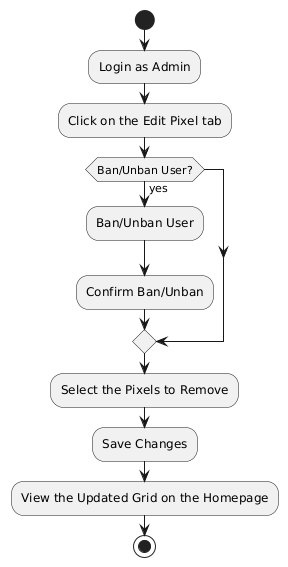 Login as Admin
Click on the Edit Pixel tab
Ban/Unban User?
yes
Ban/Unban User
Confirm Ban/Unban
Select the Pixels to Remove
Save Changes
View the Updated Grid on the Homepage